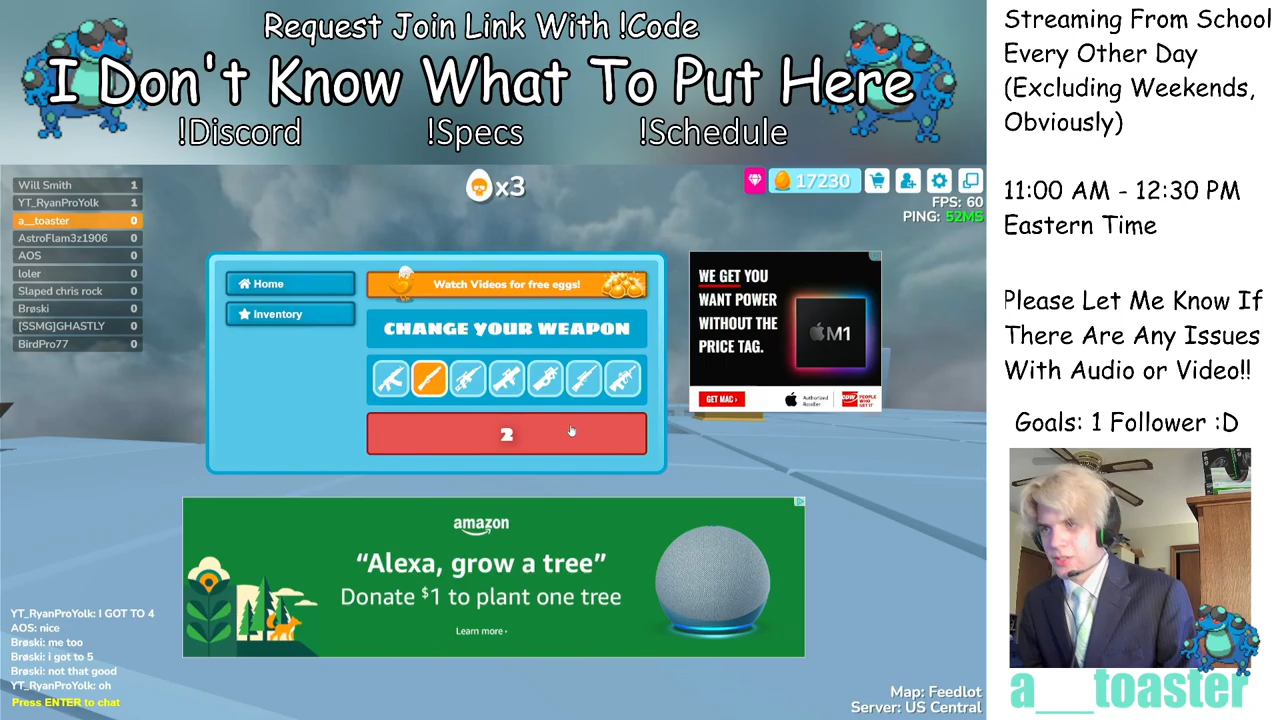 Request Join Link With !Code
I Don't Know What To Put Here
!Discord !Specs !Schedule
Will Smith 1
YT_RyanProYolk 1
a__toaster 0
AstroFlam3z1906 0
AOS 0
loler 0
Slaped chris rock 0
Brøski 0
[SSMG]GHASTLY 0
BirdPro77 0
x3
17230
FPS: 60
PING: 52MS
Home
Inventory
Watch Videos for free eggs!
CHANGE YOUR WEAPON
2
WE GET YOU
WANT POWER
WITHOUT THE
PRICE TAG.
M1
GET MAC ›
Authorized
Reseller
CDW
PEOPLE
WHO
GET IT
amazon
“Alexa, grow a tree”
Donate $1 to plant one tree
Learn more ›
YT_RyanProYolk: I GOT TO 4
AOS: nice
Brøski: me too
Brøski: i got to 5
Brøski: not that good
YT_RyanProYolk: oh
Press ENTER to chat
Map: Feedlot
Server: US Central
Streaming From School
Every Other Day
(Excluding Weekends,
Obviously)
11:00 AM - 12:30 PM
Eastern Time
Please Let Me Know If
There Are Any Issues
With Audio or Video!!
Goals: 1 Follower :D
a__toaster